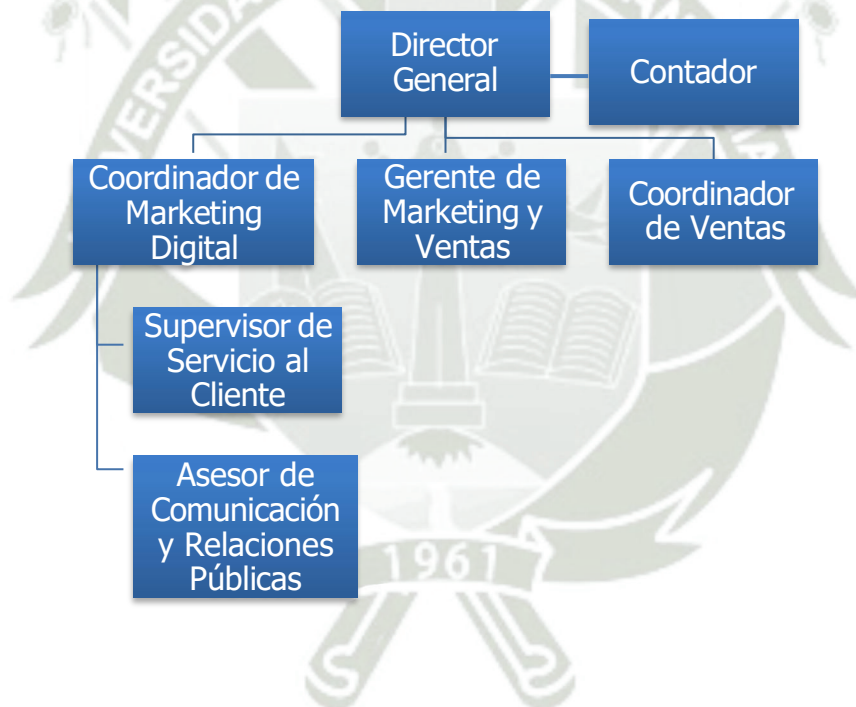 Director
General
Contador
Coordinador de
Marketing
Digital
Gerente de
Marketing y
Ventas
Coordinador
de Ventas
Supervisor de
Servicio al
Cliente
Asesor de
Comunicación
y Relaciones
Públicas
1961